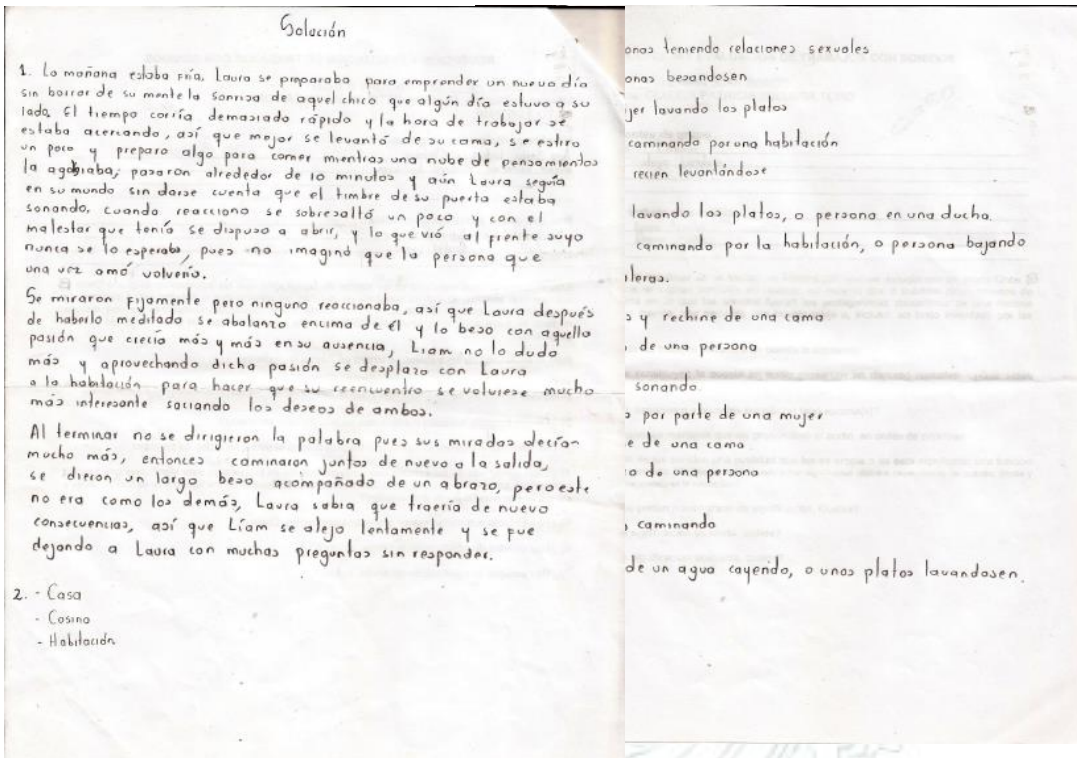 Solución
1. La mañana estaba fría, Laura se preparaba para emprender un nuevo día
sin borrar de su mente la sonrisa de aquel chico que algún día estuvo a su
lado. El tiempo corría demasiado rápido y la hora de trabajar se
estaba acercando, así que mejor se levantó de su cama, se estiro
un poco y preparo algo para comer mientras una nube de pensamientos
la agobiaba, pasaron alrededor de 10 minutos y aún Laura seguía
en su mundo sin darse cuenta que el timbre de su puerta estaba
sonando, cuando reacciono se sobresaltó un poco y con el
malestar que tenía se dispuso a abrir, y lo que vió al frente suyo
nunca se lo esperaba, pues no imaginó que la persona que
una vez amó volvería.
Se miraron fijamente pero ninguno reaccionaba, así que Laura después
de haberlo meditado se abalanzo encima de él y lo beso con aquella
pasión que creció más y más en su ausencia, Liam no lo dudo
más y aprovechando dicha pasión se desplazo con Laura
a la habitación para hacer que su reencuentro se volviese mucho
más interesante saciando los deseos de ambos.
Al terminar no se dirigieron la palabra pues sus miradas decían
mucho más, entonces caminaron juntos de nuevo a la salida,
se dieron un largo beso acompañado de un abrazo, pero este
no era como los demás, Laura sabia que traería de nuevo
consecuencias, así que Líam se alejo lentamente y se fue
dejando a Laura con muchas preguntas sin responder.
2. - Casa
- Cosina
- Habitación
onas teniendo relaciones sexuales
onas besandosen
jer lavando los platos
caminando por una habitación
recien levantándose
lavando los platos, o persona en una ducha.
caminando por la habitación, o persona bajando
leras.
s y rechine de una cama
de una persona
sonando
s por parte de una mujer
e de una cama
o de una persona
caminando
de un agua cayendo, o unos platos lavandosen.